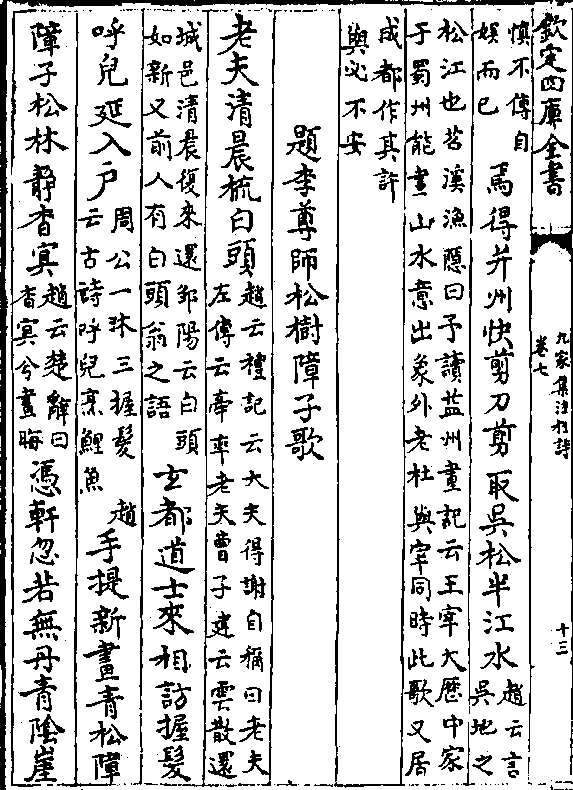 欽定四庫全書
九家集注杜詩
卷七
十三
慎不傳自
娛而已
焉得并州快剪刀剪取吳松半江水
趙云言
吳地之
松江也苕溪漁隱曰予讀益州畫記云王宰大歷中家
于蜀州能畫山水意出象外老杜與宰同時此歌又居
成都作其許
與必不妄
題李尊師松樹障子歌
老夫清晨梳白頭
趙云禮記云大夫得謝自稱曰老夫
左傳云牽率老夫曹子建云雲散還
城邑清晨復來還鄒陽云白頭
如新又前人有白頭翁之語
玄都道士來相訪握髮
呼兒延入戶
周公一沐三握髮趙
云古詩呼兒烹鯉魚
手提新畫青松障
障子松林靜杳冥
趙云楚辭曰
杳冥兮晝晦
憑軒忽若無丹青陰崖